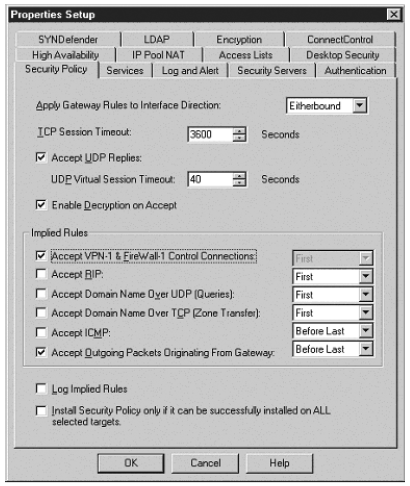 Properties Setup
SYNDefender LDAP Encryption ConnectControl
High Availability IP Pool NAT Access Lists Desktop Security
Security Policy Services Log and Alert Security Servers Authentication
Apply Gateway Rules to Interface Direction: Eitherbound
TCP Session Timeout: 3600 Seconds
Accept UDP Replies:
UDP Virtual Session Timeout: 40 Seconds
Enable Decryption on Accept
Implied Rules
Accept VPN-1 & FireWall-1 Control Connections: First
Accept RIP: First
Accept Domain Name Over UDP (Queries): First
Accept Domain Name Over TCP (Zone Transfer): First
Accept ICMP: Before Last
Accept Outgoing Packets Originating From Gateway: Before Last
Log Implied Rules
Install Security Policy only if it can be successfully installed on ALL
selected targets.
OK Cancel Help